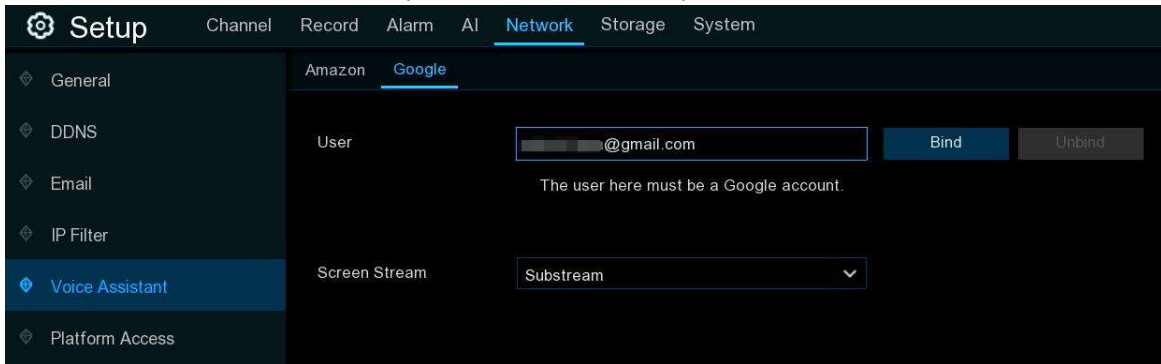 Setup Channel Record Alarm AI Network Storage System
General
DDNS
Email
IP Filter
Voice Assistant
Platform Access
Amazon Google
User @gmail.com Bind Unbind
The user here must be a Google account.
Screen Stream Substream